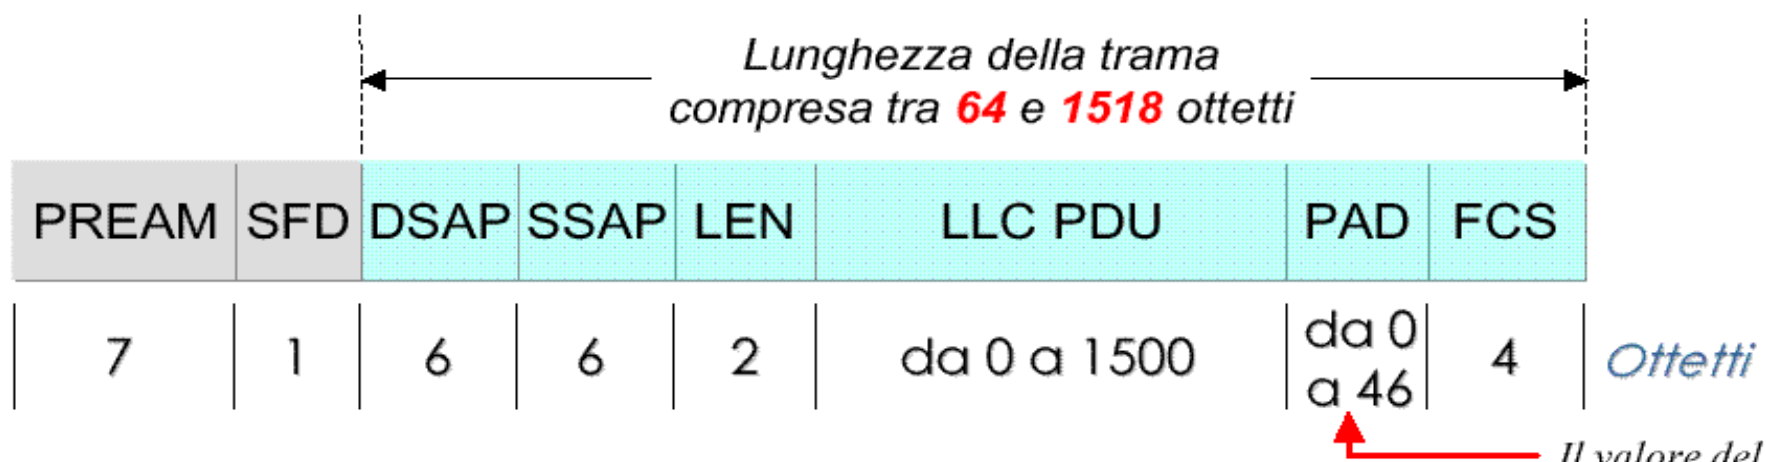 Lunghezza della trama
compresa tra 64 e 1518 ottetti
PREAM SFD DSAP SSAP LEN LLC PDU PAD FCS
7 1 6 6 2 da 0 a 1500 da 0 a 46 4 Ottetti
Il valore del